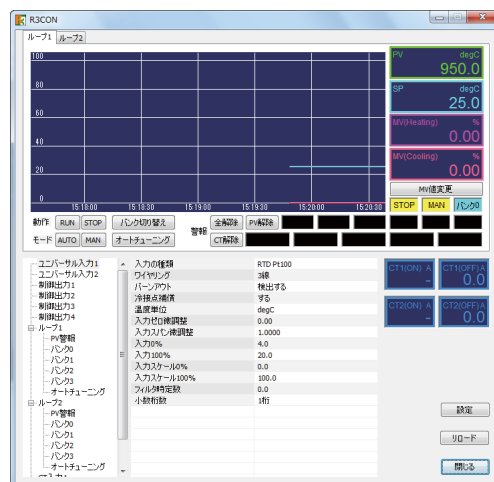 R3CON
ループ1 ループ2
100
80
60
40
20
0
15:18:00 15:18:30 15:19:00 15:19:30 15:20:00 15:20:30
PV degC
950.0
SP degC
25.0
MV(Heating) %
0.00
MV(Cooling) %
0.00
MV値変更
STOP MAN バンク0
動作 RUN STOP バンク切り替え 警報 全解除 PV解除
モード AUTO MAN オートチューニング CT解除
ユニバーサル入力1
ユニバーサル入力2
制御出力1
制御出力2
制御出力3
制御出力4
ループ1
PV警報
バンク0
バンク1
バンク2
バンク3
オートチューニング
ループ2
PV警報
バンク0
バンク1
バンク2
バンク3
オートチューニング
CT入力1
入力の種類 RTD Pt100
ワイヤリング 3線
バーンアウト 検出する
冷接点補償 する
温度単位 degC
入力ゼロ微調整 0.00
入力スパン微調整 1.0000
入力0% 4.0
入力100% 20.0
入力スケール0% 0.0
入力スケール100% 100.0
フィルタ時定数 0.0
小数桁数 1桁
CT1(ON) A
-
CT1(OFF) A
0.0
CT2(ON) A
-
CT2(OFF) A
0.0
設定
リロード
閉じる